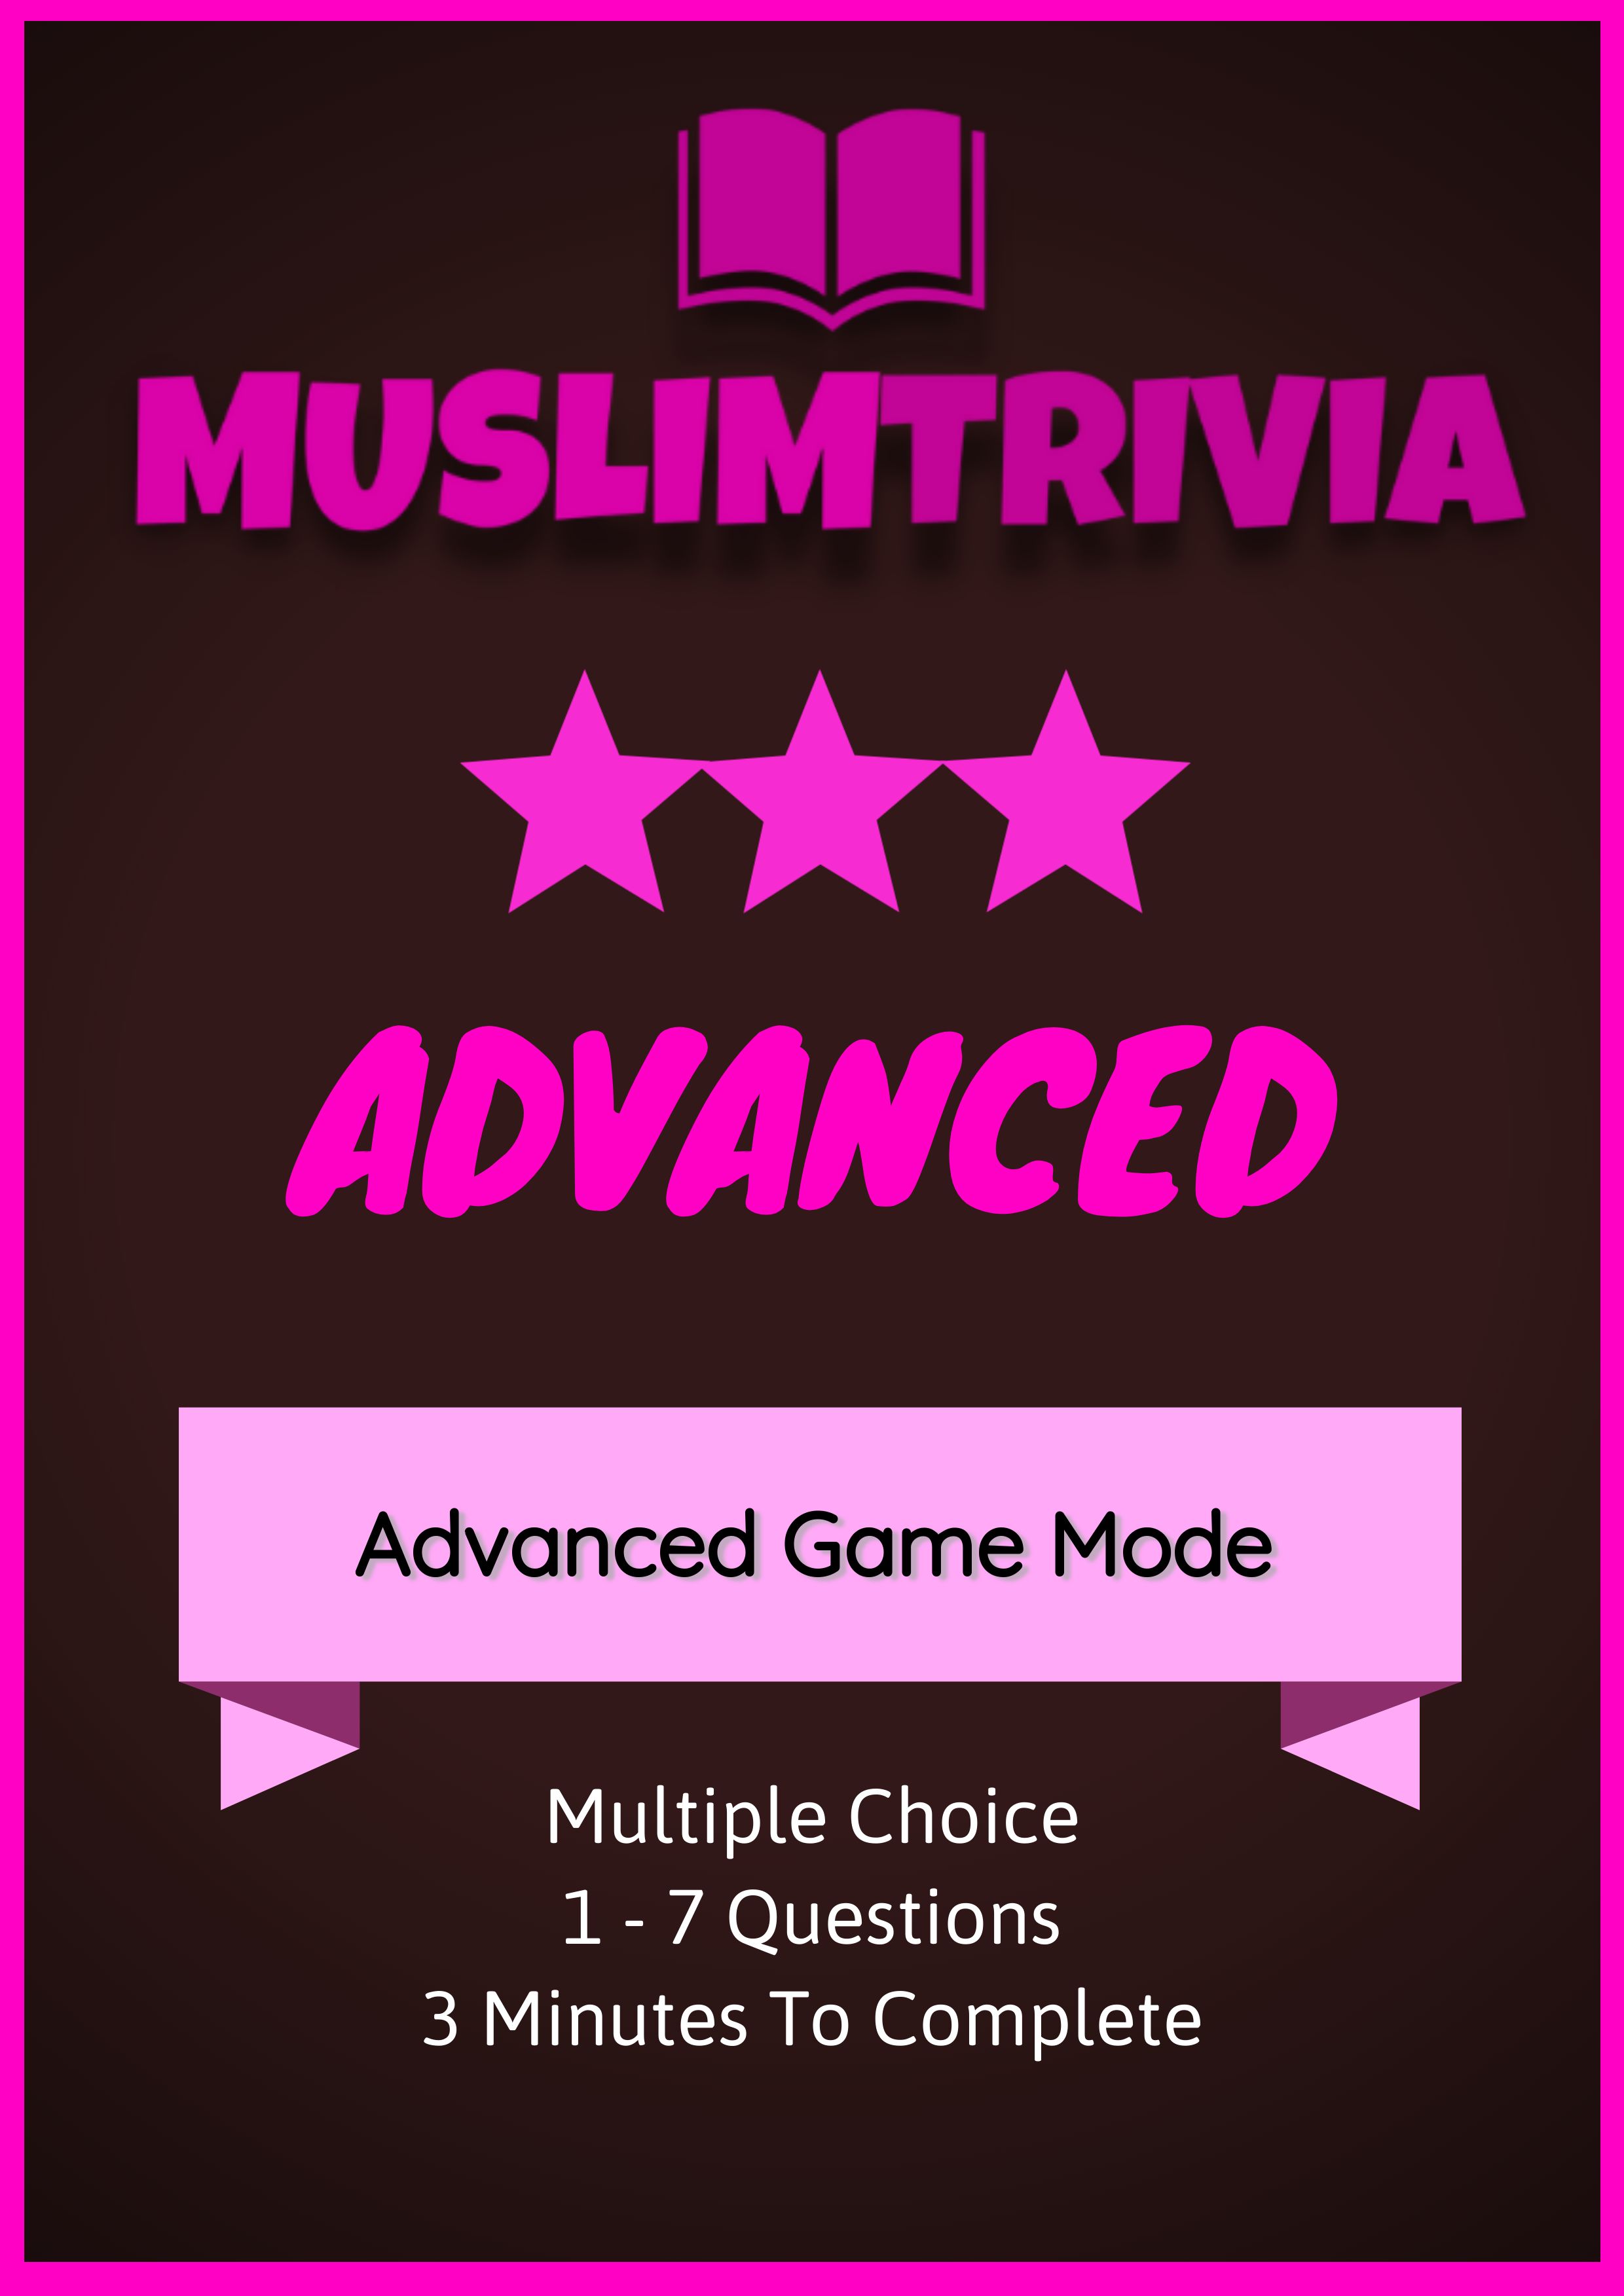 MUSLIMTRIVIA
ADVANCED
Advanced Game Mode
Multiple Choice
1 - 7 Questions
3 Minutes To Complete